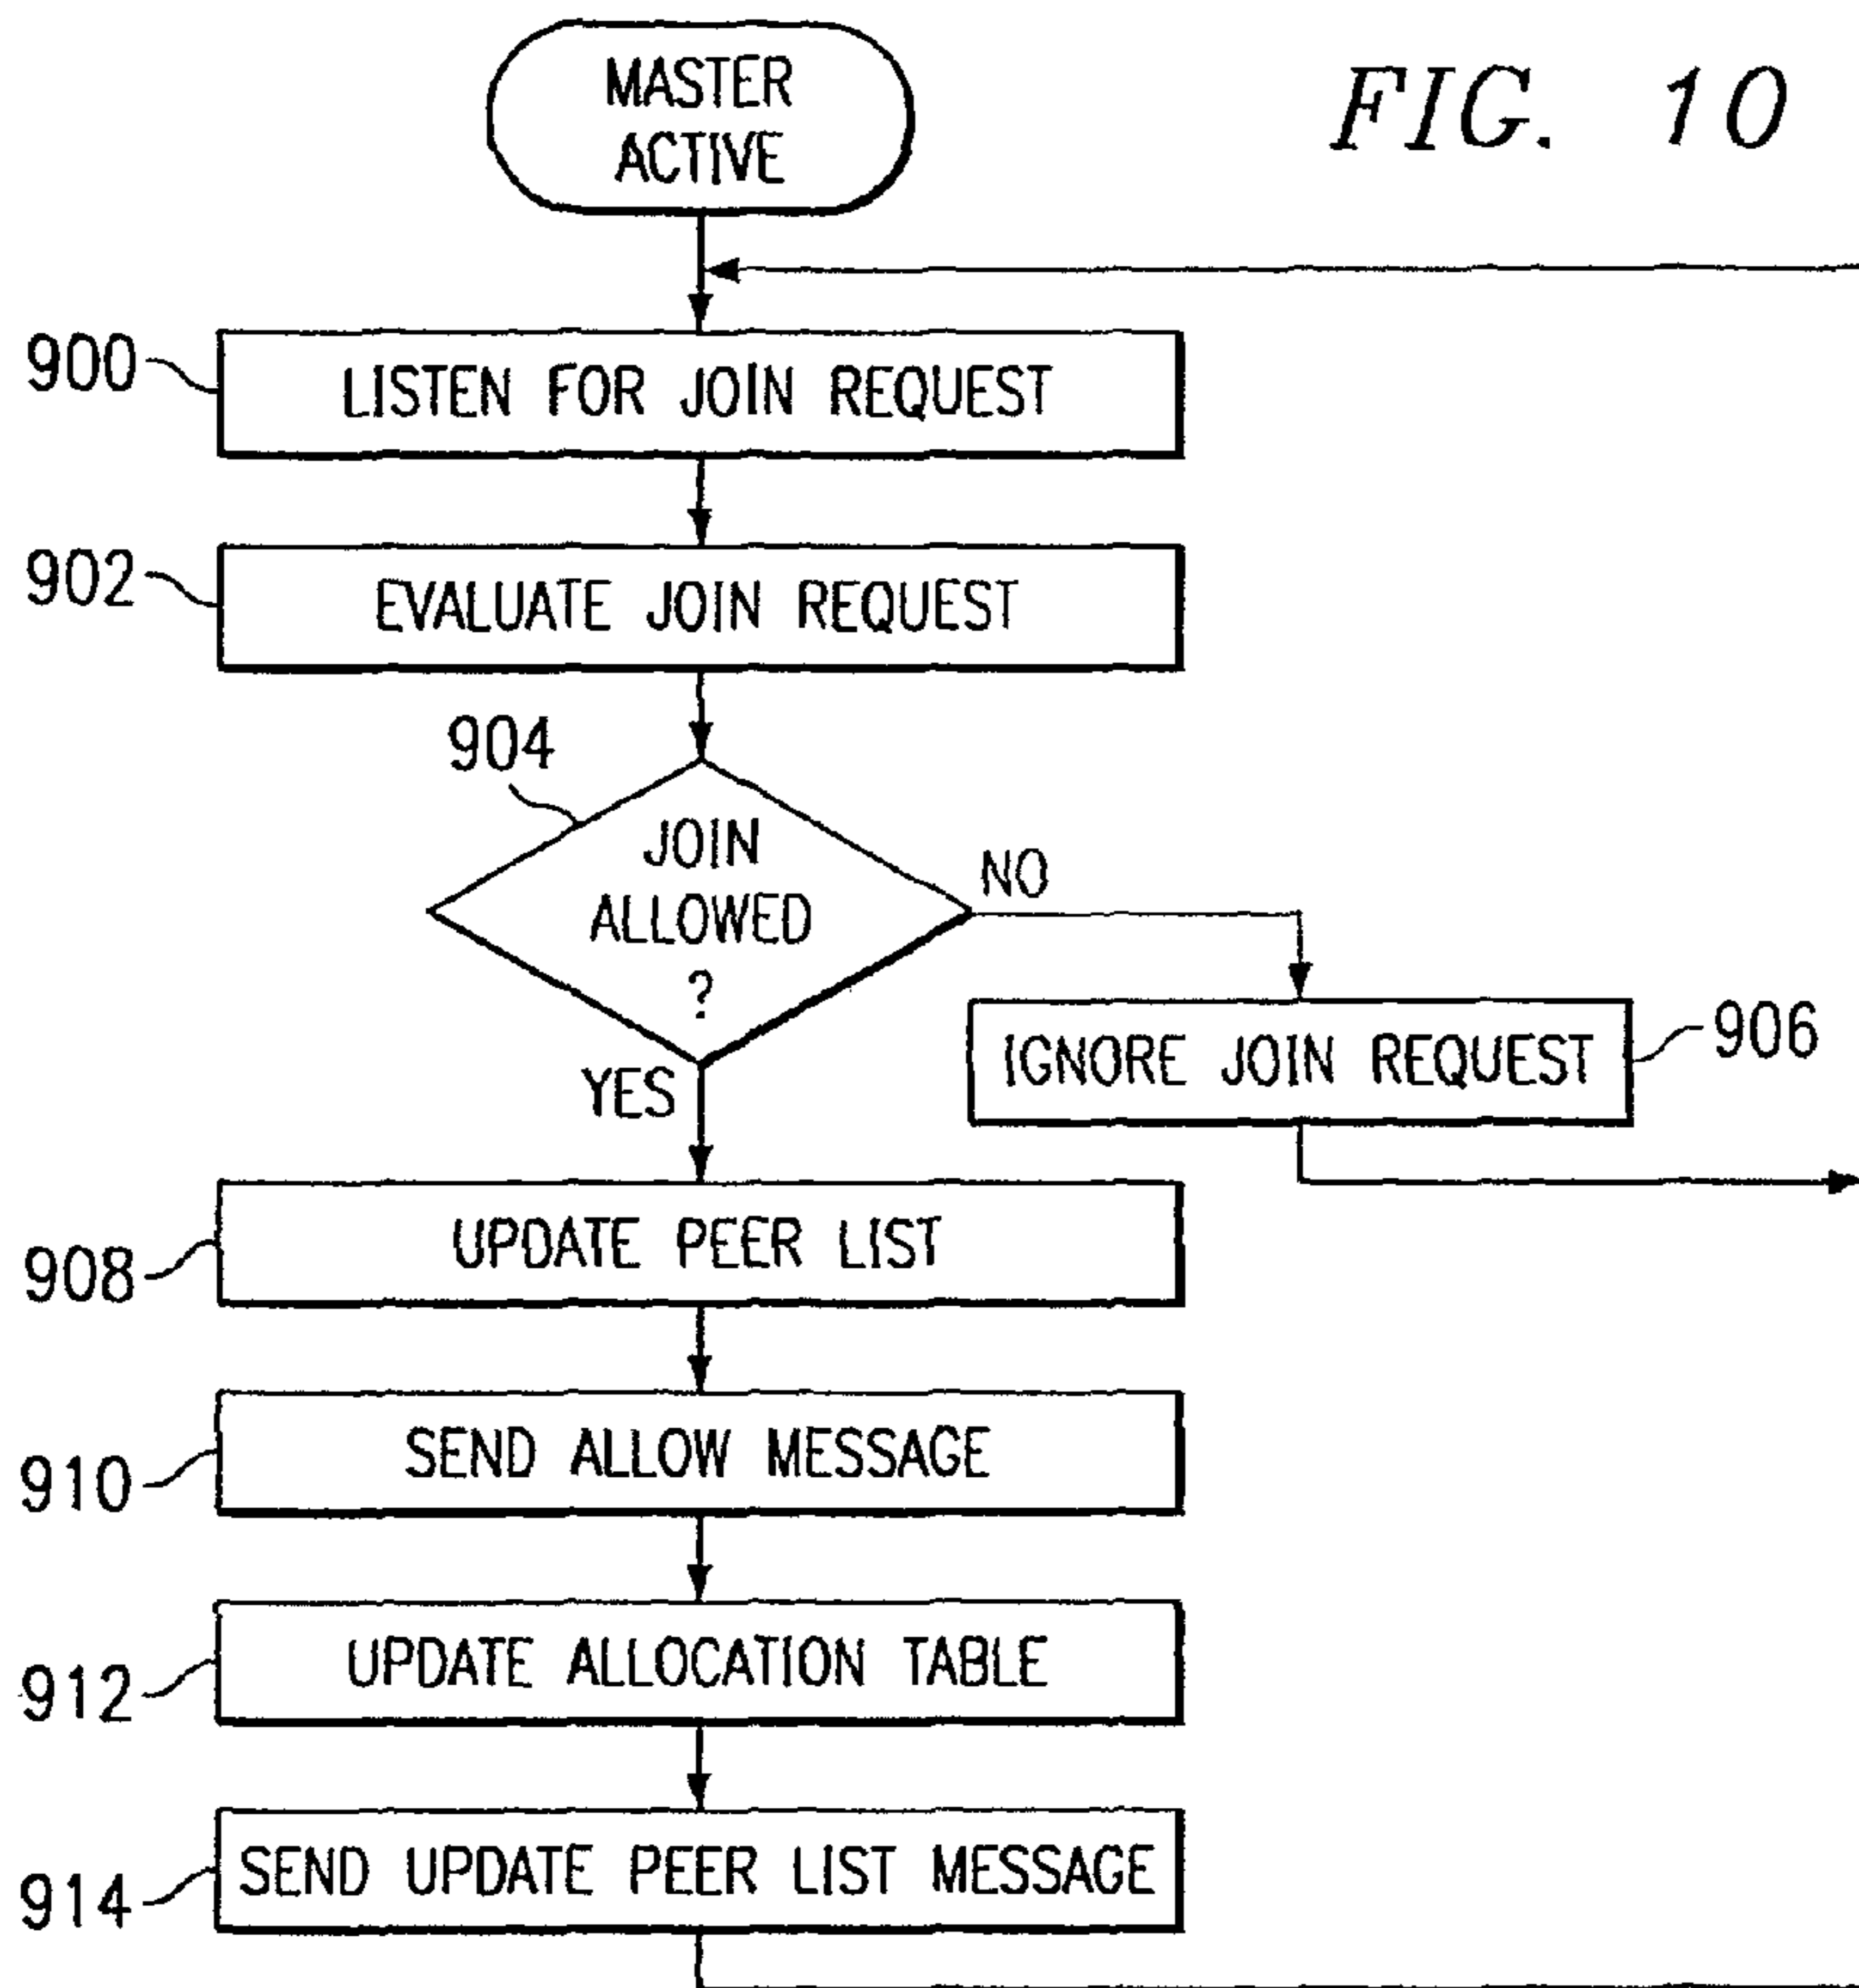 MASTER
ACTIVE
FIG. 10
900
LISTEN FOR JOIN REQUEST
902
EVALUATE JOIN REQUEST
904
JOIN
ALLOWED
?
NO
YES
IGNORE JOIN REQUEST
906
908
UPDATE PEER LIST
910
SEND ALLOW MESSAGE
912
UPDATE ALLOCATION TABLE
914
SEND UPDATE PEER LIST MESSAGE